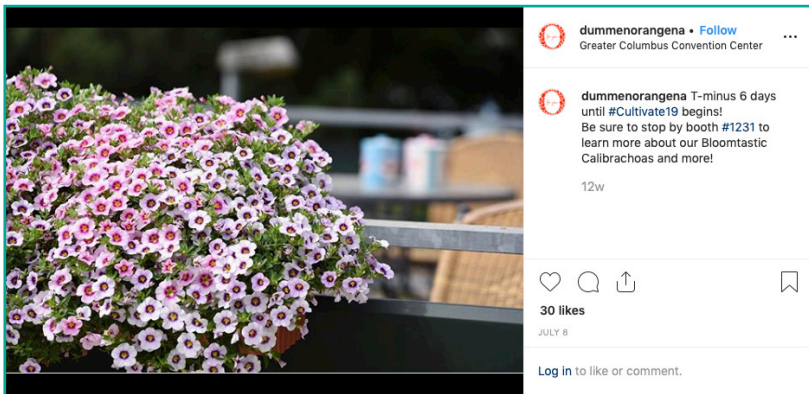 dummenorangena • Follow
Greater Columbus Convention Center
dummenorangena T-minus 6 days
until #Cultivate19 begins!
Be sure to stop by booth #1231 to
learn more about our Bloomtastic
Calibrachoas and more!
12w
30 likes
JULY 8
Log in to like or comment.